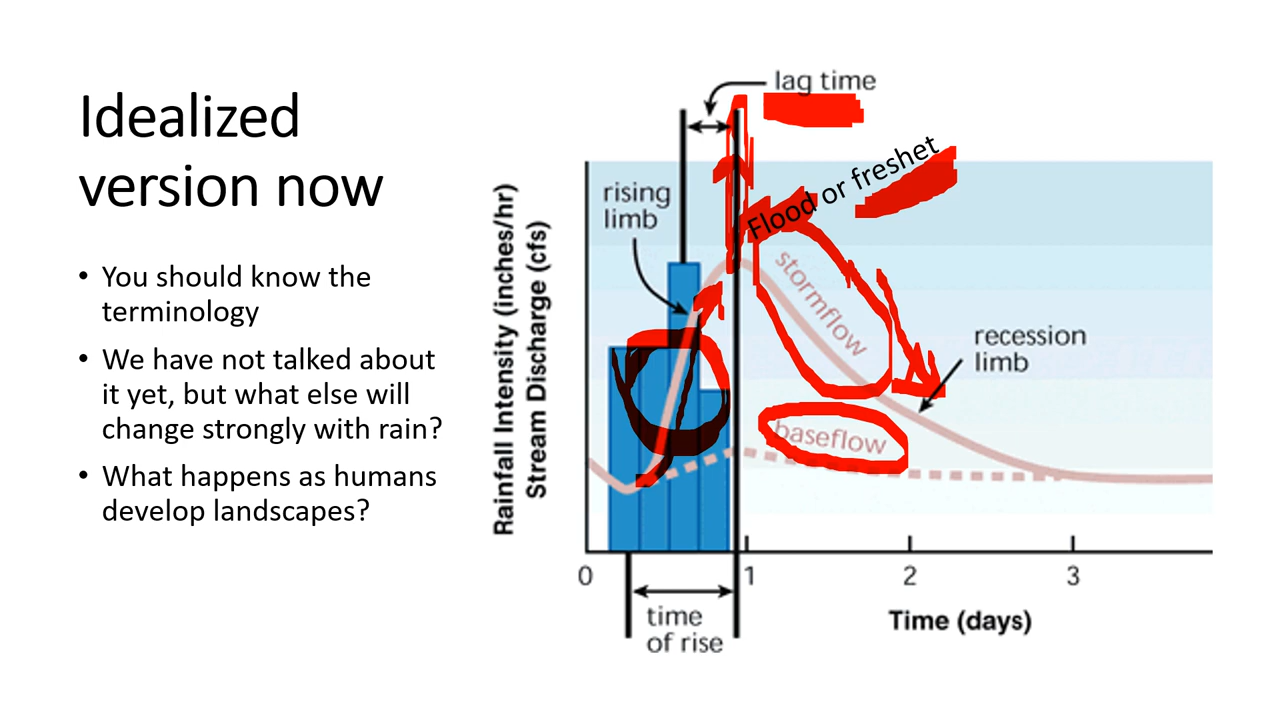 Idealized
version now
• You should know the
terminology
• We have not talked about
it yet, but what else will
change strongly with rain?
• What happens as humans
develop landscapes?
lag time
Flood or freshet
rising
limb
stormflow
recession
limb
baseflow
Rainfall Intensity (inches/hr)
Stream Discharge (cfs)
0 1 2 3
time
of rise
Time (days)